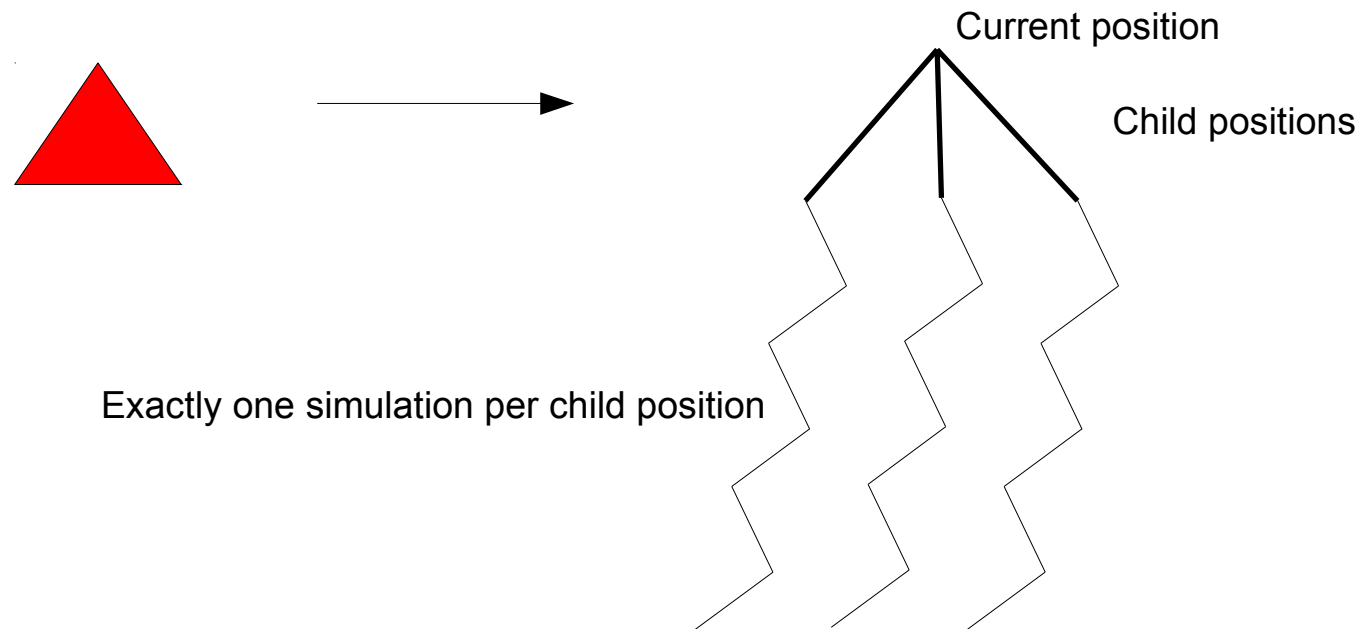 Current position
Child positions
Exactly one simulation per child position